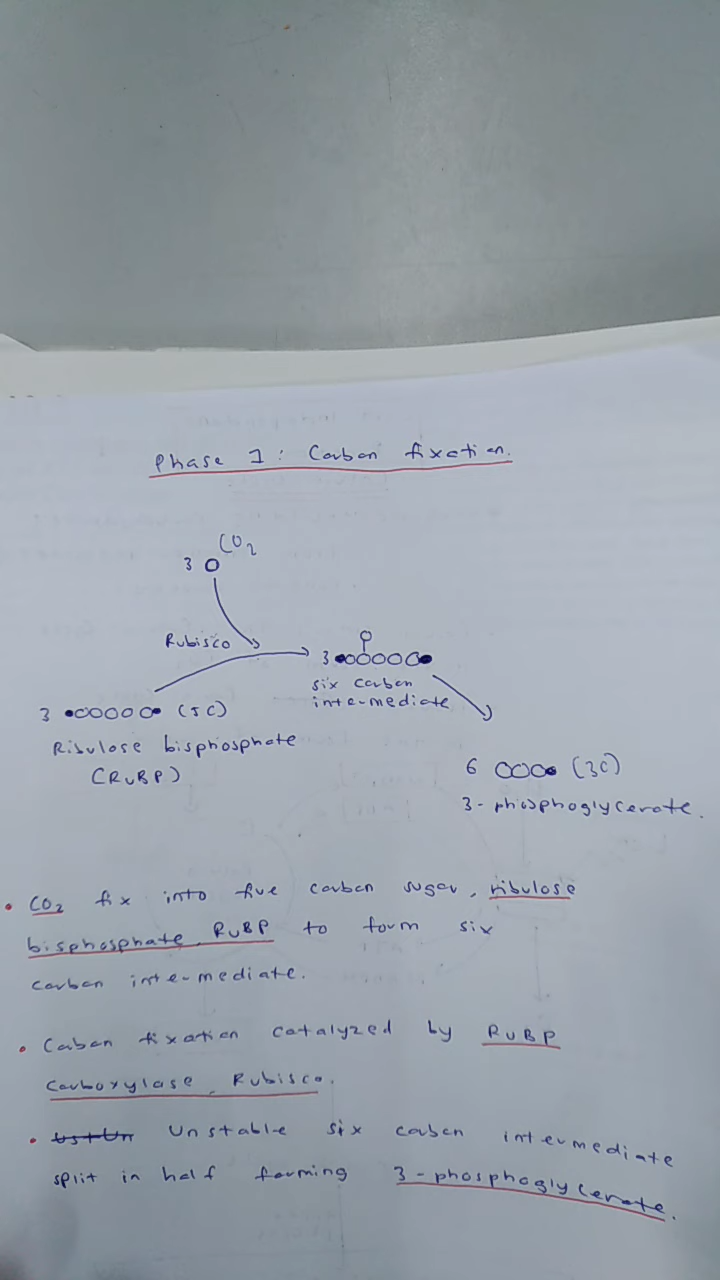 Phase 1: Carbon fixation.
CO2
3
Rubisco
3
six carbon
intermediate
3 (5C)
Ribulose bisphosphate
(RuBP)
6 (3C)
3-phosphoglycerate.
• CO2 fix into five carbon sugar, ribulose
bisphosphate, RuBP to form six
carbon intermediate.
• Caban fixation catalyzed by RuBP
Carboxylase, Rubisco.
• Unstable six carbon intermediate
split in half forming 3-phosphoglycerate.